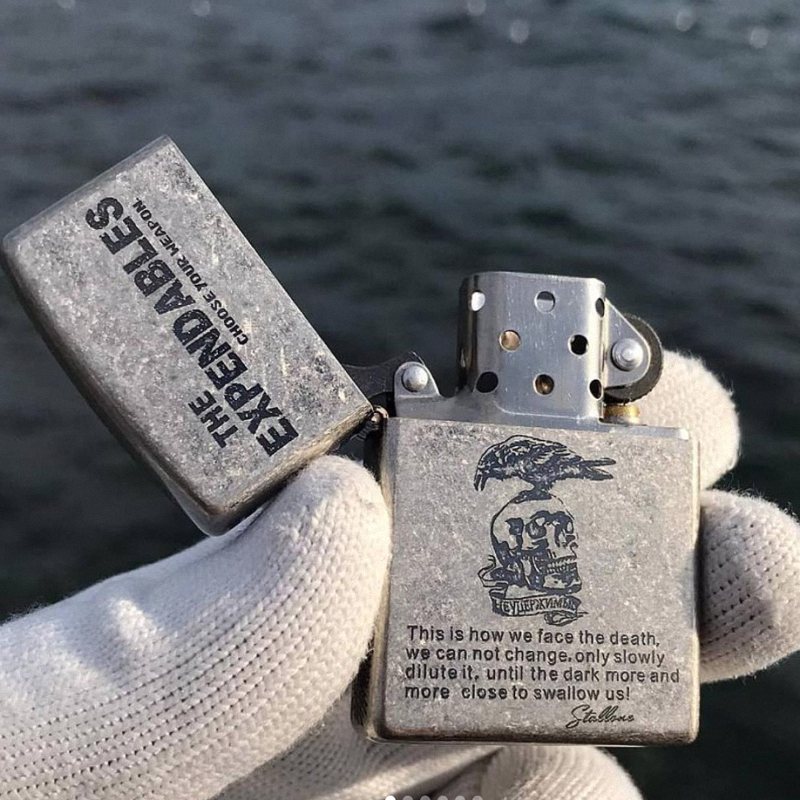 THE
EXPENDABLES
CHOOSE YOUR WEAPON.
НЕУДЕРЖИМЫЕ
This is how we face the death,
we can not change. only slowly
dilute it, until the dark more and
more close to swallow us!
Stallone